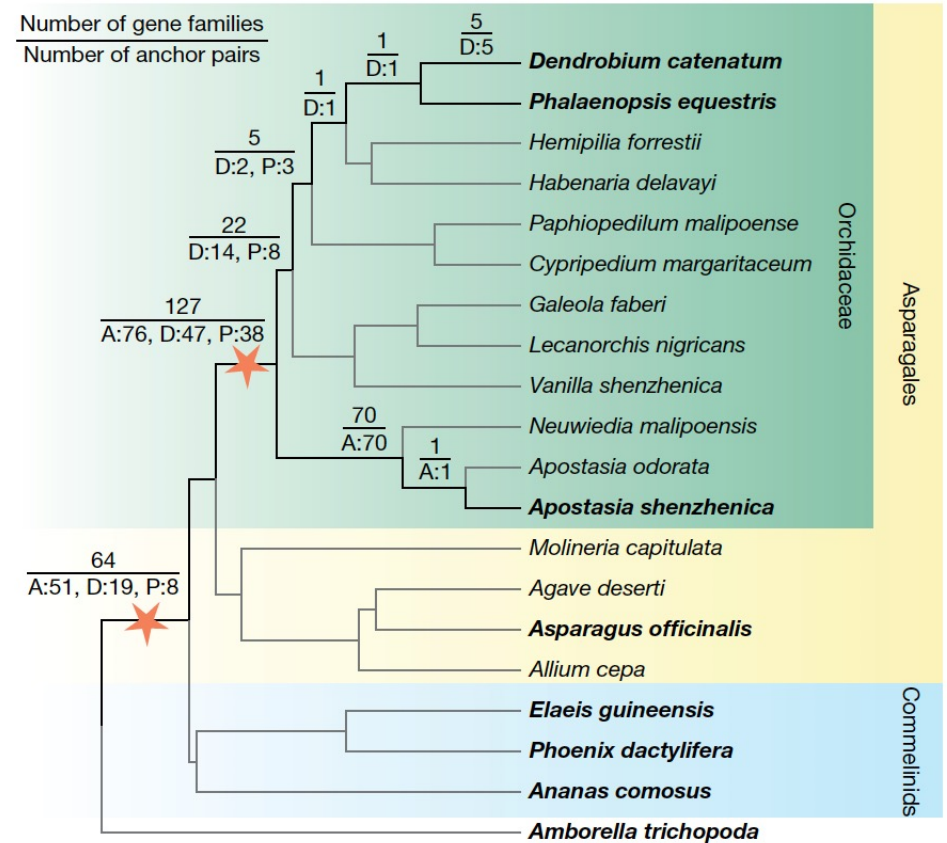 Number of gene families
Number of anchor pairs
5
D:5
1
D:1
1
D:1
5
D:2, P:3
22
D:14, P:8
127
A:76, D:47, P:38
70
A:70
1
A:1
64
A:51, D:19, P:8
Dendrobium catenatum
Phalaenopsis equestris
Hemipilia forrestii
Habenaria delavayi
Paphiopedilum malipoense
Cypripedium margaritaceum
Galeola faberi
Lecanorchis nigricans
Vanilla shenzhenica
Neuwiedia malipoensis
Apostasia odorata
Apostasia shenzhenica
Molineria capitulata
Agave deserti
Asparagus officinalis
Allium cepa
Elaeis guineensis
Phoenix dactylifera
Ananas comosus
Amborella trichopoda
Orchidaceae
Asparagales
Commelinids